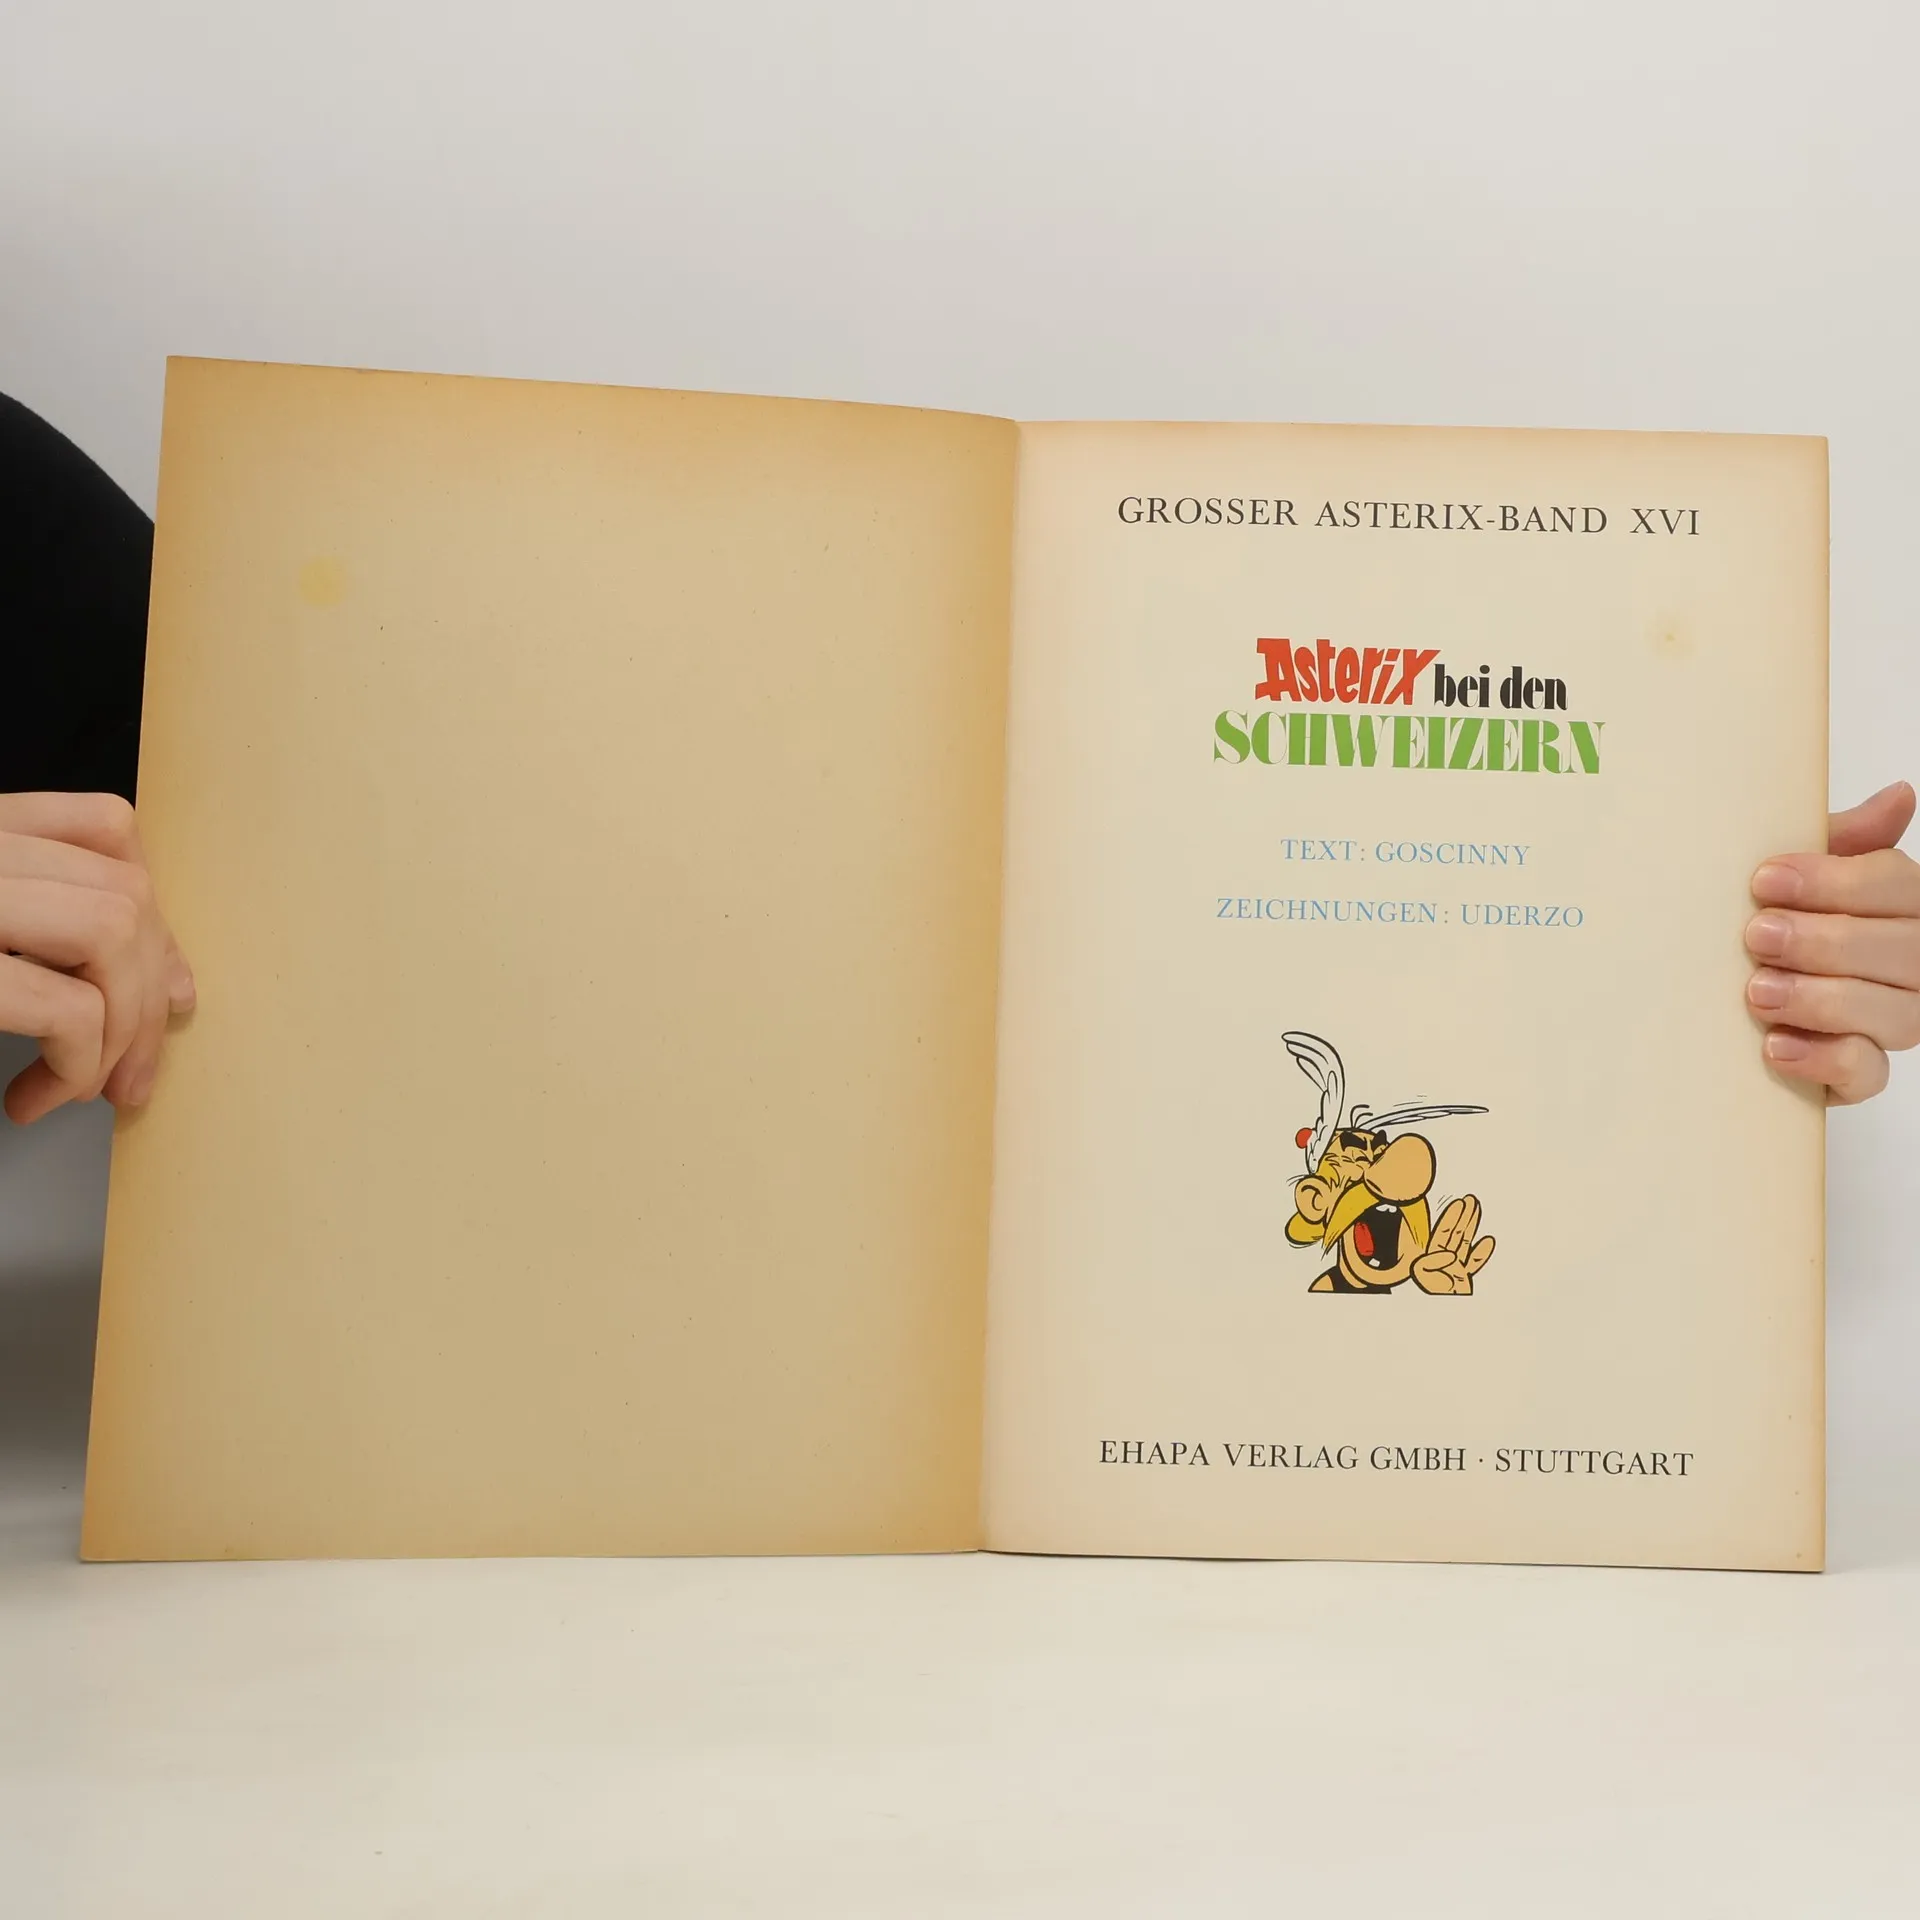 GROSSER ASTERIX-BAND XVI
Asterix bei den
SCHWEIZERN
TEXT: GOSCINNY
ZEICHNUNGEN: UDERZO
EHAPA VERLAG GMBH · STUTTGART